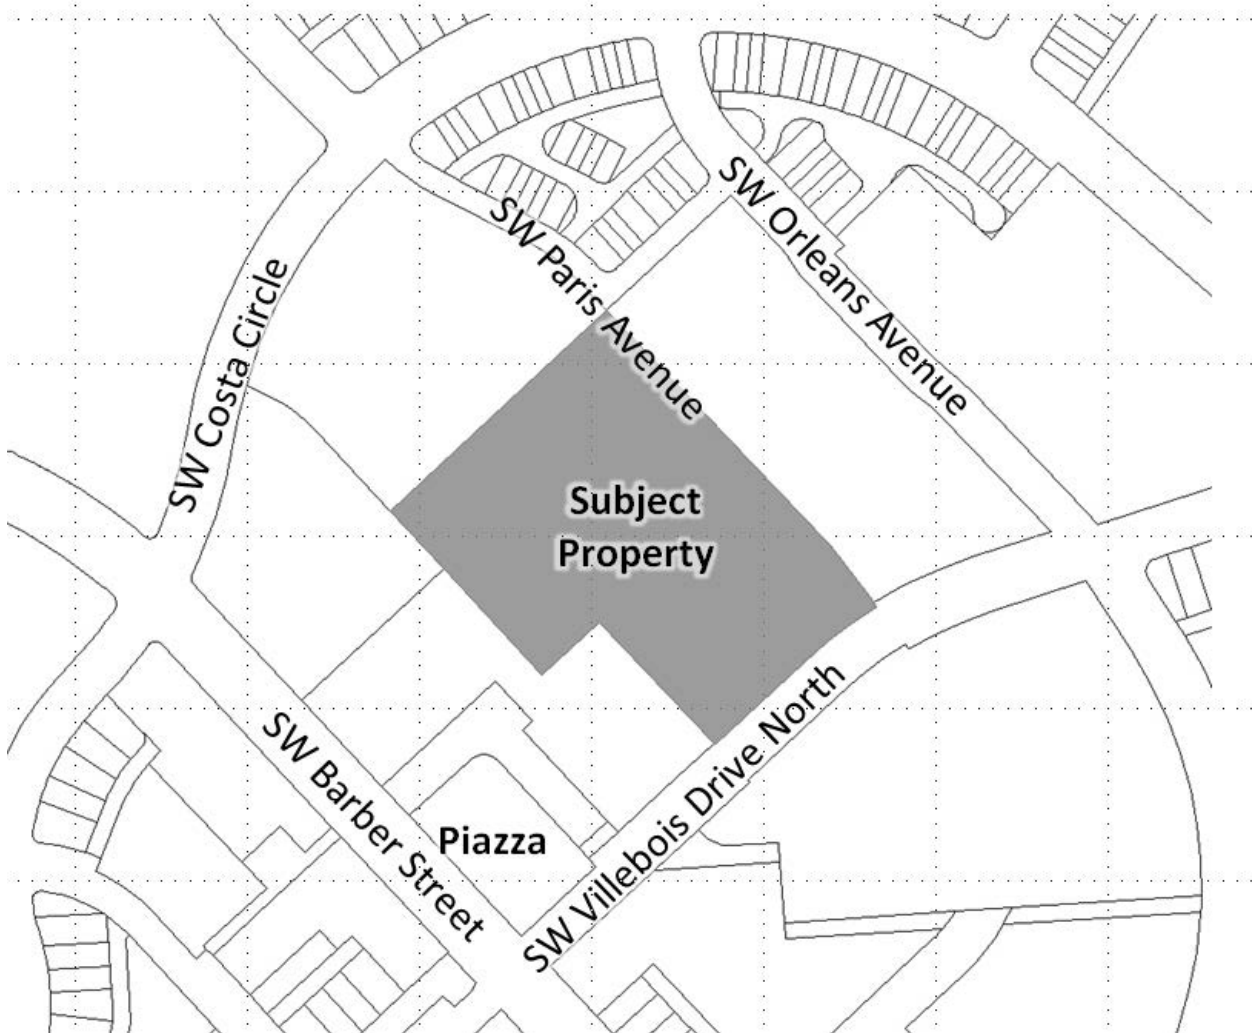 SW Orleans Avenue
SW Paris Avenue
SW Costa Circle
Subject
Property
SW Barber Street
Piazza
SW Villebois Drive North